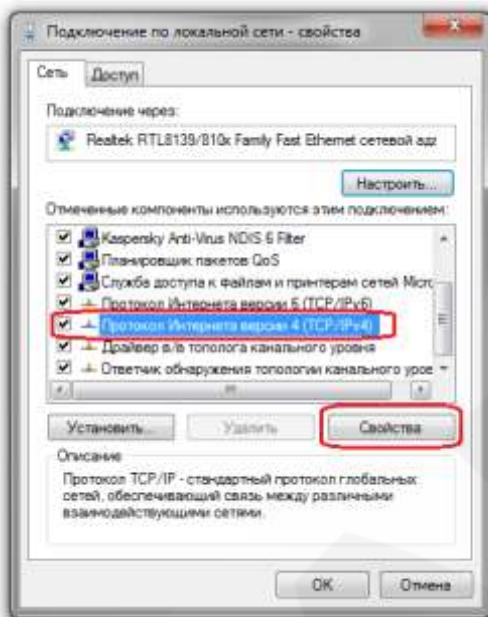 Подключение по локальной сети - свойства
Сеть
Доступ
Подключение через:
Realtek RTL8139/810x Family Fast Ethernet сетевой ада
Настроить...
Отмеченные компоненты используются этим подключением:
Kaspersky Anti-Virus NDIS 6 Filter
Планировщик пакетов QoS
Служба доступа к файлам и принтерам сетей Micro
Протокол Интернета версии 6 (TCP/IPv6)
Протокол Интернета версии 4 (TCP/IPv4)
Драйвер в/в тополога канального уровня
Ответчик обнаружения топологии канального уров
Установить...
Удалить
Свойства
Описание
Протокол TCP/IP - стандартный протокол глобальных
сетей, обеспечивающий связь между различными
взаимодействующими сетями.
OK
Отмена